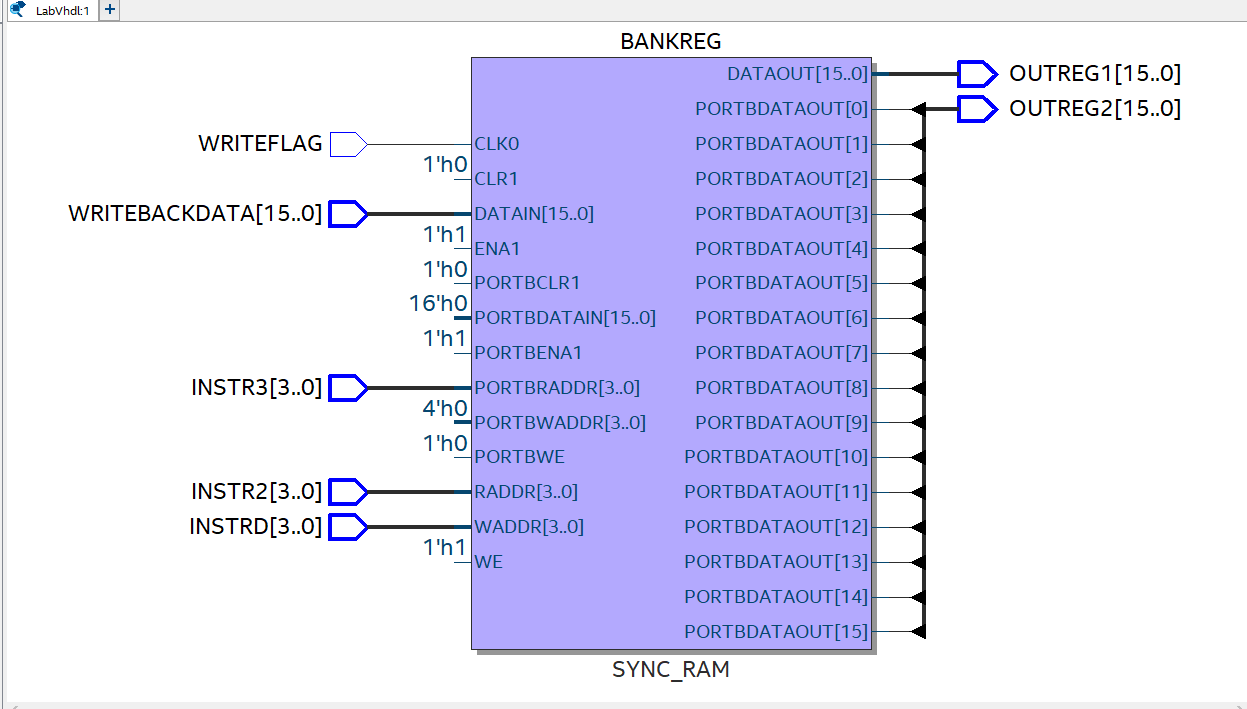 LabVhdl:1
BANKREG
DATAOUT[15..0]
OUTREG1[15..0]
PORTBDATAOUT[0]
OUTREG2[15..0]
WRITEFLAG
CLK0
PORTBDATAOUT[1]
1'h0
CLR1
PORTBDATAOUT[2]
WRITEBACKDATA[15..0]
DATAIN[15..0]
PORTBDATAOUT[3]
1'h1
ENA1
PORTBDATAOUT[4]
1'h0
PORTBCLR1
PORTBDATAOUT[5]
16'h0
PORTBDATAIN[15..0]
PORTBDATAOUT[6]
1'h1
PORTBENA1
PORTBDATAOUT[7]
INSTR3[3..0]
PORTBRADDR[3..0]
PORTBDATAOUT[8]
4'h0
PORTBWADDR[3..0]
PORTBDATAOUT[9]
1'h0
PORTBWE
PORTBDATAOUT[10]
INSTR2[3..0]
RADDR[3..0]
PORTBDATAOUT[11]
INSTRD[3..0]
WADDR[3..0]
PORTBDATAOUT[12]
1'h1
WE
PORTBDATAOUT[13]
PORTBDATAOUT[14]
PORTBDATAOUT[15]
SYNC_RAM